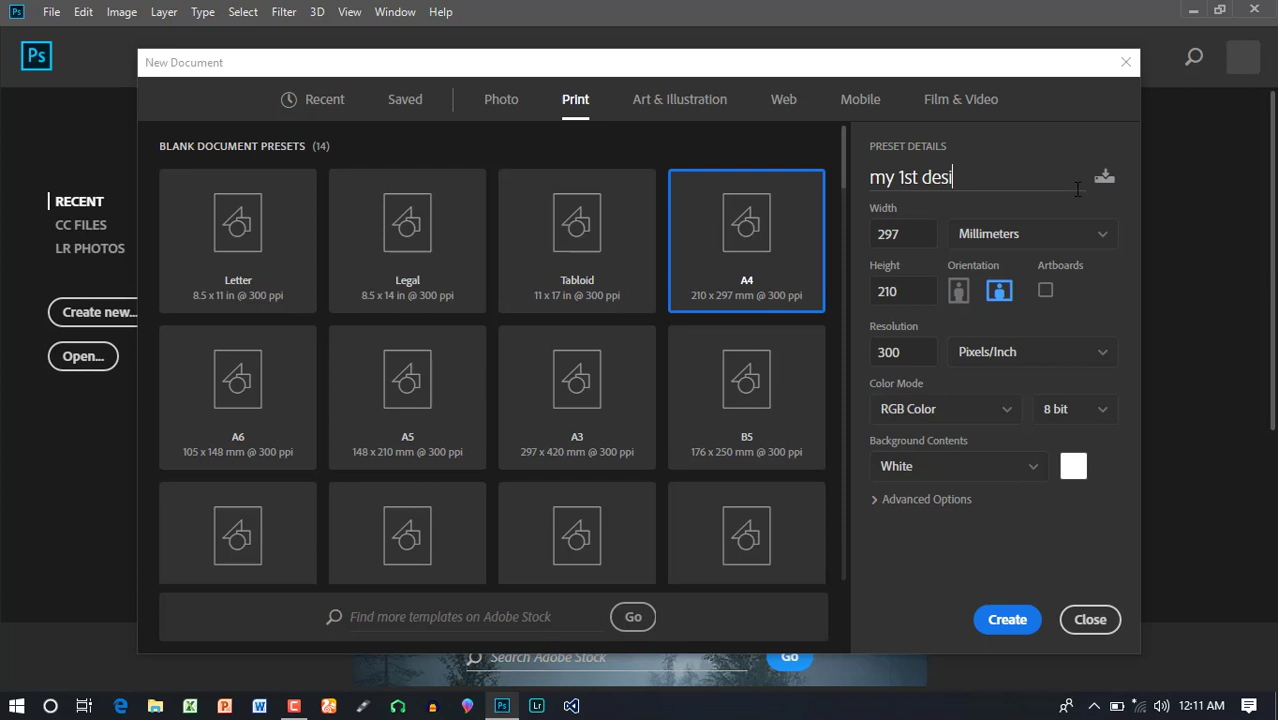 Ps File Edit Image Layer Type Select Filter 3D View Window Help
Ps
New Document
Recent Saved Photo Print Art & Illustration Web Mobile Film & Video
BLANK DOCUMENT PRESETS (14)
Letter
8.5 x 11 in @ 300 ppi
Legal
8.5 x 14 in @ 300 ppi
Tabloid
11 x 17 in @ 300 ppi
A4
210 x 297 mm @ 300 ppi
A6
105 x 148 mm @ 300 ppi
A5
148 x 210 mm @ 300 ppi
A3
297 x 420 mm @ 300 ppi
B5
176 x 250 mm @ 300 ppi
Find more templates on Adobe Stock Go
PRESET DETAILS
my 1st desi
Width
297 Millimeters
Height Orientation Artboards
210
Resolution
300 Pixels/Inch
Color Mode
RGB Color 8 bit
Background Contents
White
Advanced Options
Create Close
RECENT
CC FILES
LR PHOTOS
Create new...
Open...
Search Adobe Stock Go
Ps Lr
12:11 AM